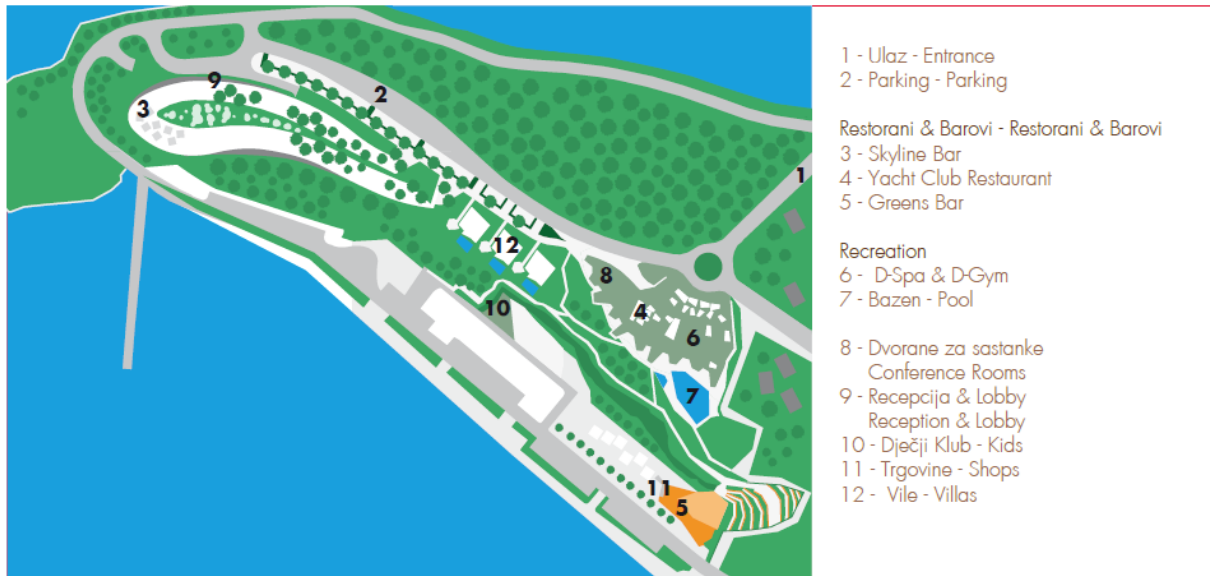 1 - Ulaz - Entrance
2 - Parking - Parking
Restorani & Barovi - Restorani & Barovi
3 - Skyline Bar
4 - Yacht Club Restaurant
5 - Greens Bar
Recreation
6 - D-Spa & D-Gym
7 - Bazen - Pool
8 - Dvorane za sastanke
Conference Rooms
9 - Recepcija & Lobby
Reception & Lobby
10 - Dječji Klub - Kids
11 - Trgovine - Shops
12 - Vile - Villas
9
2
3
1
12
8
4
10
6
7
11
5